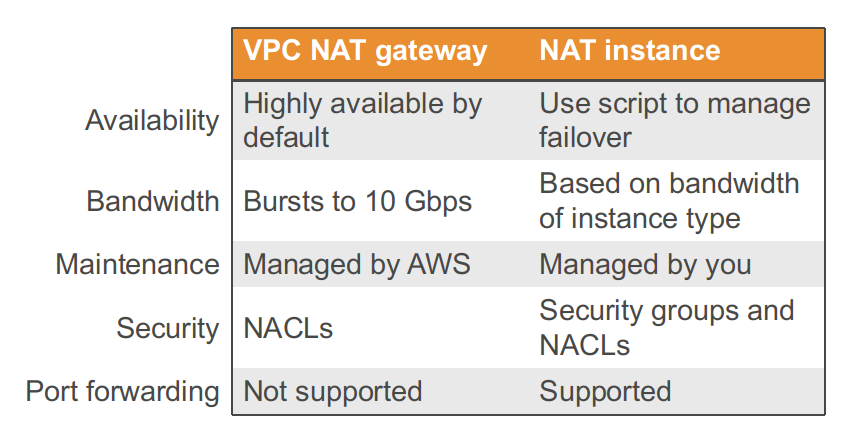 VPC NAT gateway NAT instance
Availability Highly available by Use script to manage
default failover
Bandwidth Bursts to 10 Gbps Based on bandwidth
of instance type
Maintenance Managed by AWS Managed by you
Security NACLs Security groups and
NACLs
Port forwarding Not supported Supported